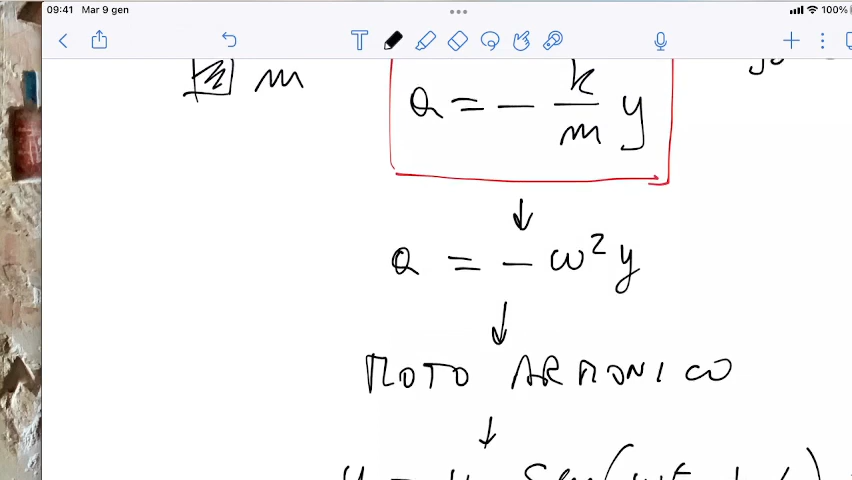 09:41 Mar 9 gen 100%
m
a = - k/m y
a = - ω² y
MOTO ARMONICO